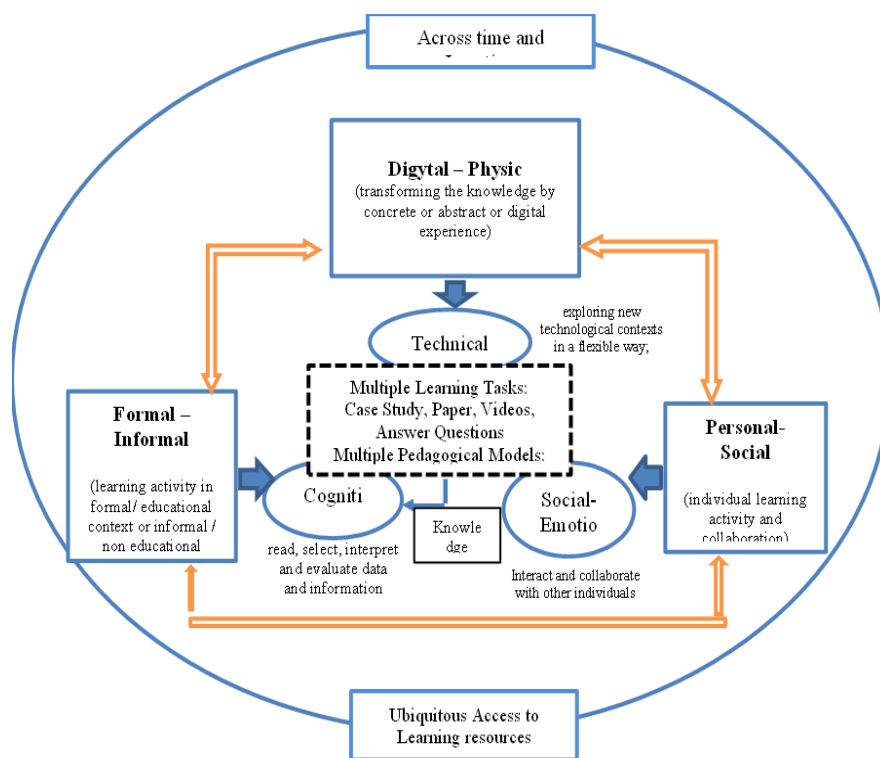 Across time and
Digytal – Physic
(transforming the knowledge by
concrete or abstract or digital
experience)
exploring new
technological contexts
in a flexible way;
Technical
Multiple Learning Tasks:
Case Study, Paper, Videos,
Answer Questions
Multiple Pedagogical Models:
Formal –
Informal
(learning activity in
formal/ educational
context or informal /
non educational
Personal-
Social
(individual learning
activity and
collaboration)
Cogniti
Social-
Emotio
Knowle
dge
read, select, interpret
and evaluate data
and information
Interact and collaborate
with other individuals
Ubiquitous Access to
Learning resources